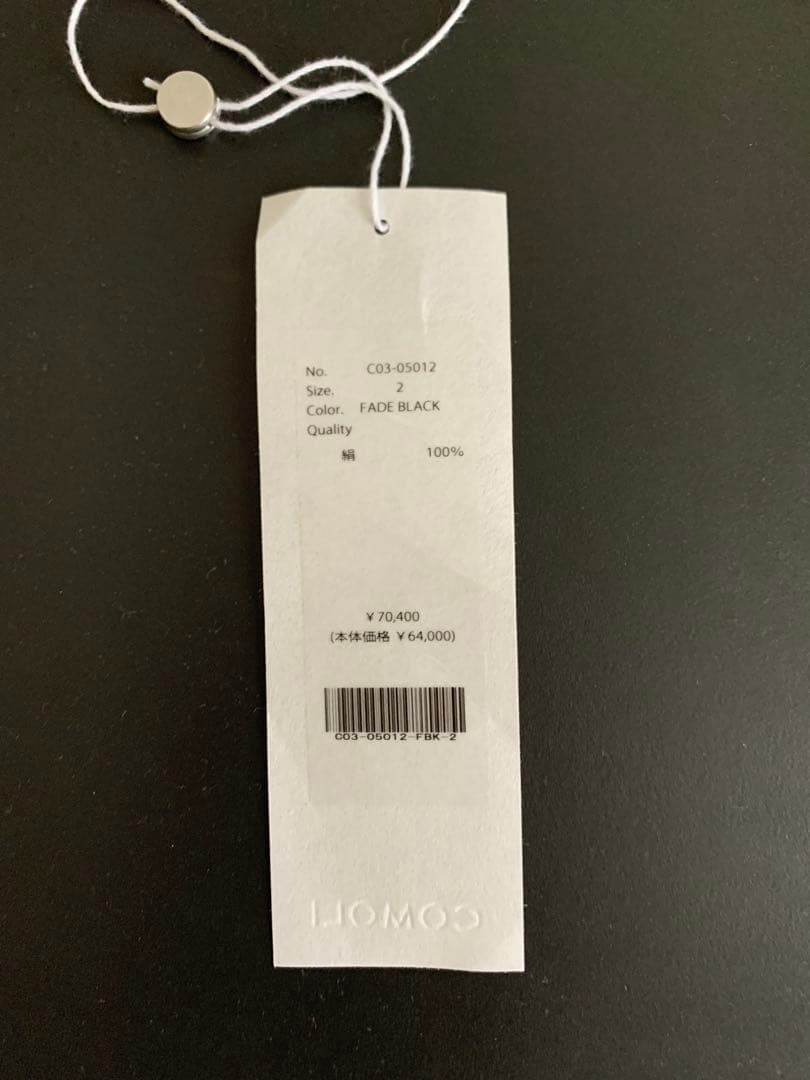 No. C03-05012
Size. 2
Color. FADE BLACK
Quality
絹 100%
¥70,400
(本体価格 ¥64,000)
C03-05012-FBK-2
COMOLI